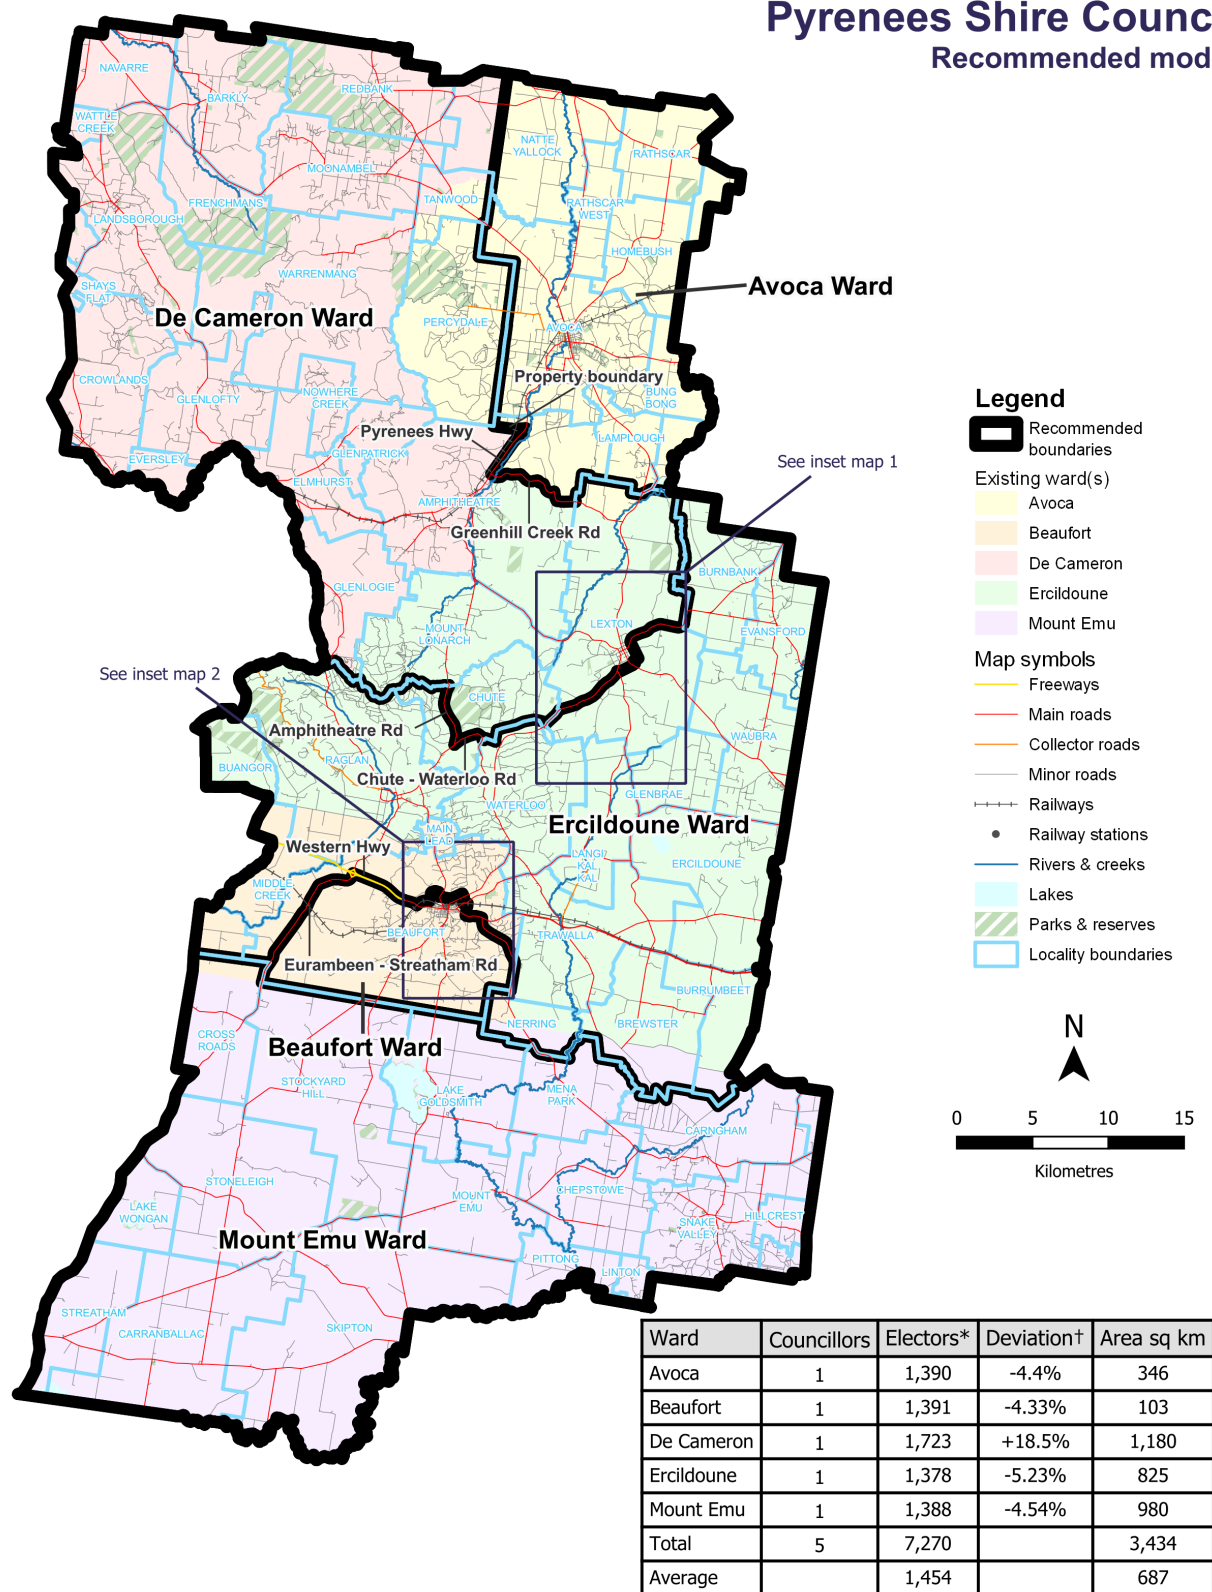 Pyrenees Shire Counc
Recommended mod
NAVARRE
BARKLY
REDBANK
WATTLE
CREEK
NATTE
YALLOCK
RATHSCAR
MOONAMBEL
FRENCHMANS
TANWOOD
RATHSCAR
WEST
LANDSBOROUGH
HOMEBUSH
WARRENMANG
SHAYS
FLAT
Avoca Ward
De Cameron Ward
PERCYDALE
AVOCA
Property boundary
CROWLANDS
GLENLOFTY
NOWHERE
CREEK
BUNG
BONG
Pyrenees Hwy
LAMPLOUGH
GLENPATRICK
EVERSLEY
ELMHURST
AMPHITHEATRE
See inset map 1
Greenhill Creek Rd
GLENLOGIE
BURNBANK
MOUNT
LONARCH
LEXTON
EVANSFORD
See inset map 2
CHUTE
Amphitheatre Rd
WAUBRA
BUANGOR
RAGLAN
Chute - Waterloo Rd
GLENBRAE
WATERLOO
Ercildoune Ward
MAIN
LEAD
Western Hwy
LANGI
KAL
KAL
ERCILDOUNE
MIDDLE
CREEK
BEAUFORT
TRAWALLA
Eurambeen - Streatham Rd
BURRUMBEET
NERRING
BREWSTER
CROSS
ROADS
Beaufort Ward
STOCKYARD
HILL
LAKE
GOLDSMITH
MENA
PARK
CARNGHAM
STONELEIGH
MOUNT
EMU
CHEPSTOWE
LAKE
WONGAN
SNAKE
VALLEY
HILLCREST
Mount Emu Ward
PITTONG
LINTON
STREATHAM
CARRANBALLAC
SKIPTON
Legend
Recommended
boundaries
Existing ward(s)
Avoca
Beaufort
De Cameron
Ercildoune
Mount Emu
Map symbols
Freeways
Main roads
Collector roads
Minor roads
Railways
Railway stations
Rivers & creeks
Lakes
Parks & reserves
Locality boundaries
N
0 5 10 15
Kilometres
Ward Councillors Electors* Deviation† Area sq km
Avoca 1 1,390 -4.4% 346
Beaufort 1 1,391 -4.33% 103
De Cameron 1 1,723 +18.5% 1,180
Ercildoune 1 1,378 -5.23% 825
Mount Emu 1 1,388 -4.54% 980
Total 5 7,270 3,434
Average 1,454 687